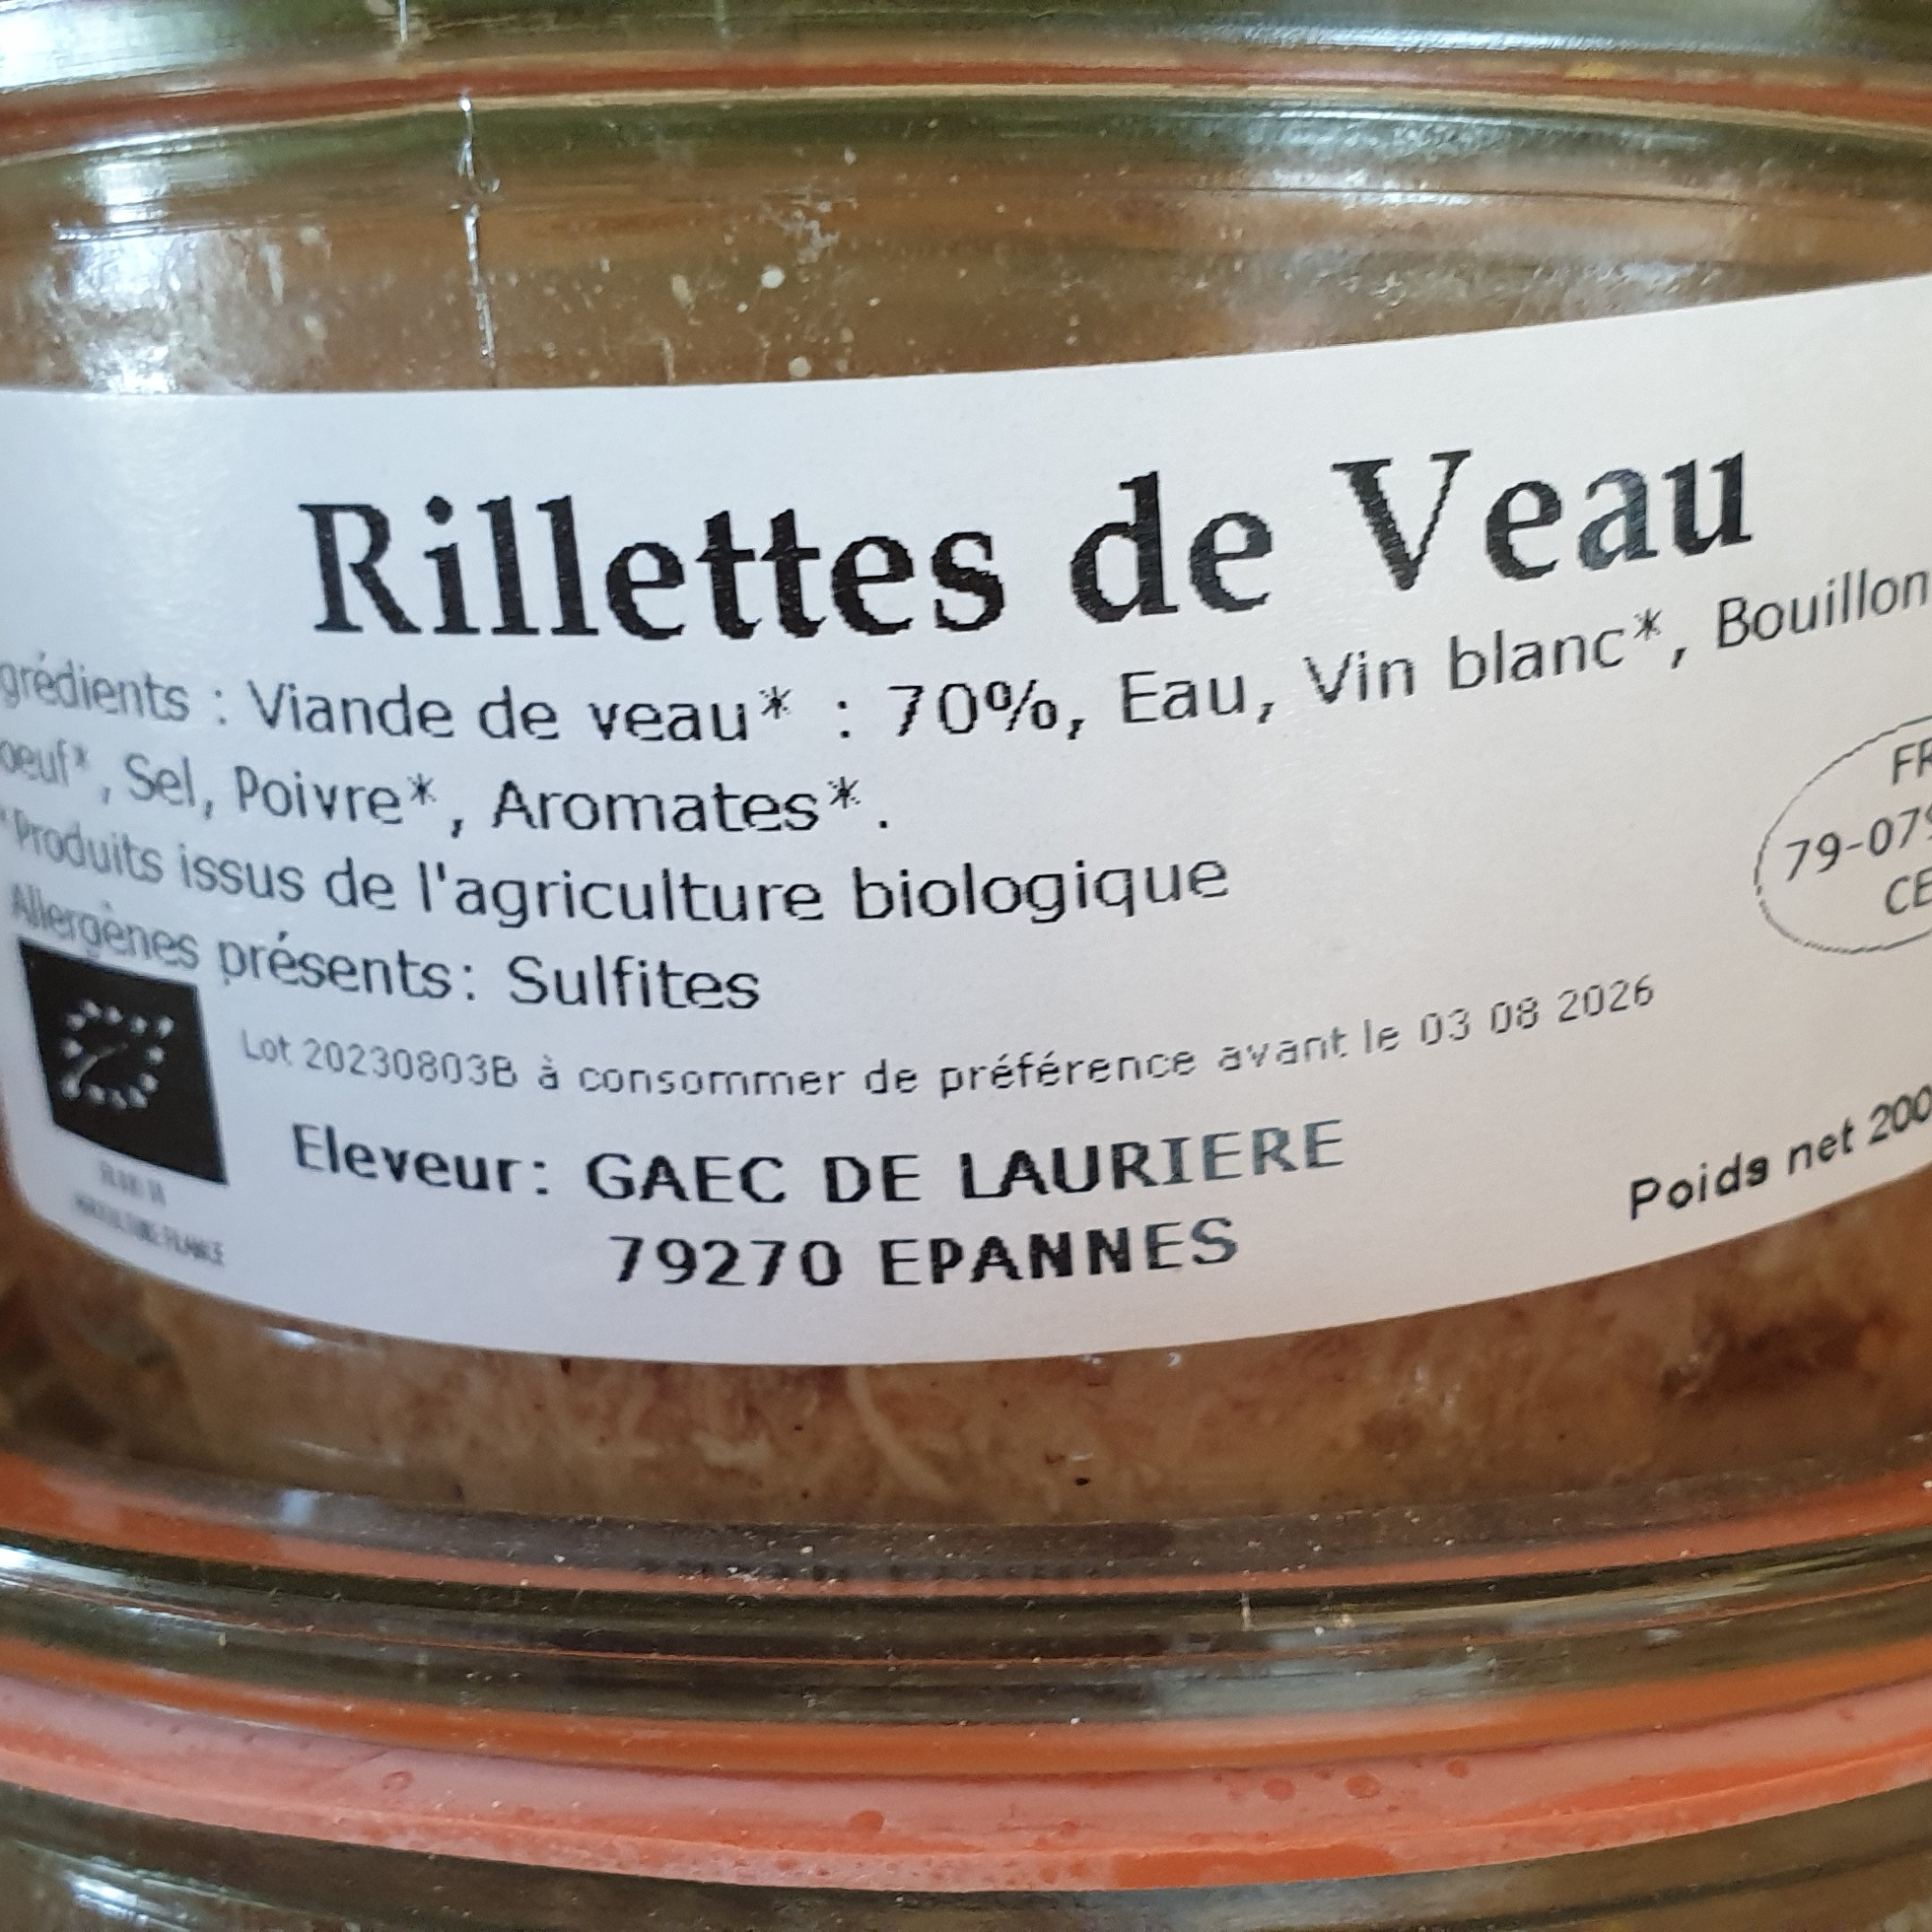 Rillettes de Veau
grédients : Viande de veau* : 70%, Eau, Vin blanc*, Bouillon
oeuf*, Sel, Poivre*, Aromates*.
*Produits issus de l'agriculture biologique
Allergènes présents: Sulfites
FR
79-079
CE
Lot 20230803B à consommer de préférence avant le 03 08 2026
Eleveur: GAEC DE LAURIERE
79270 EPANNES
Poids net 200